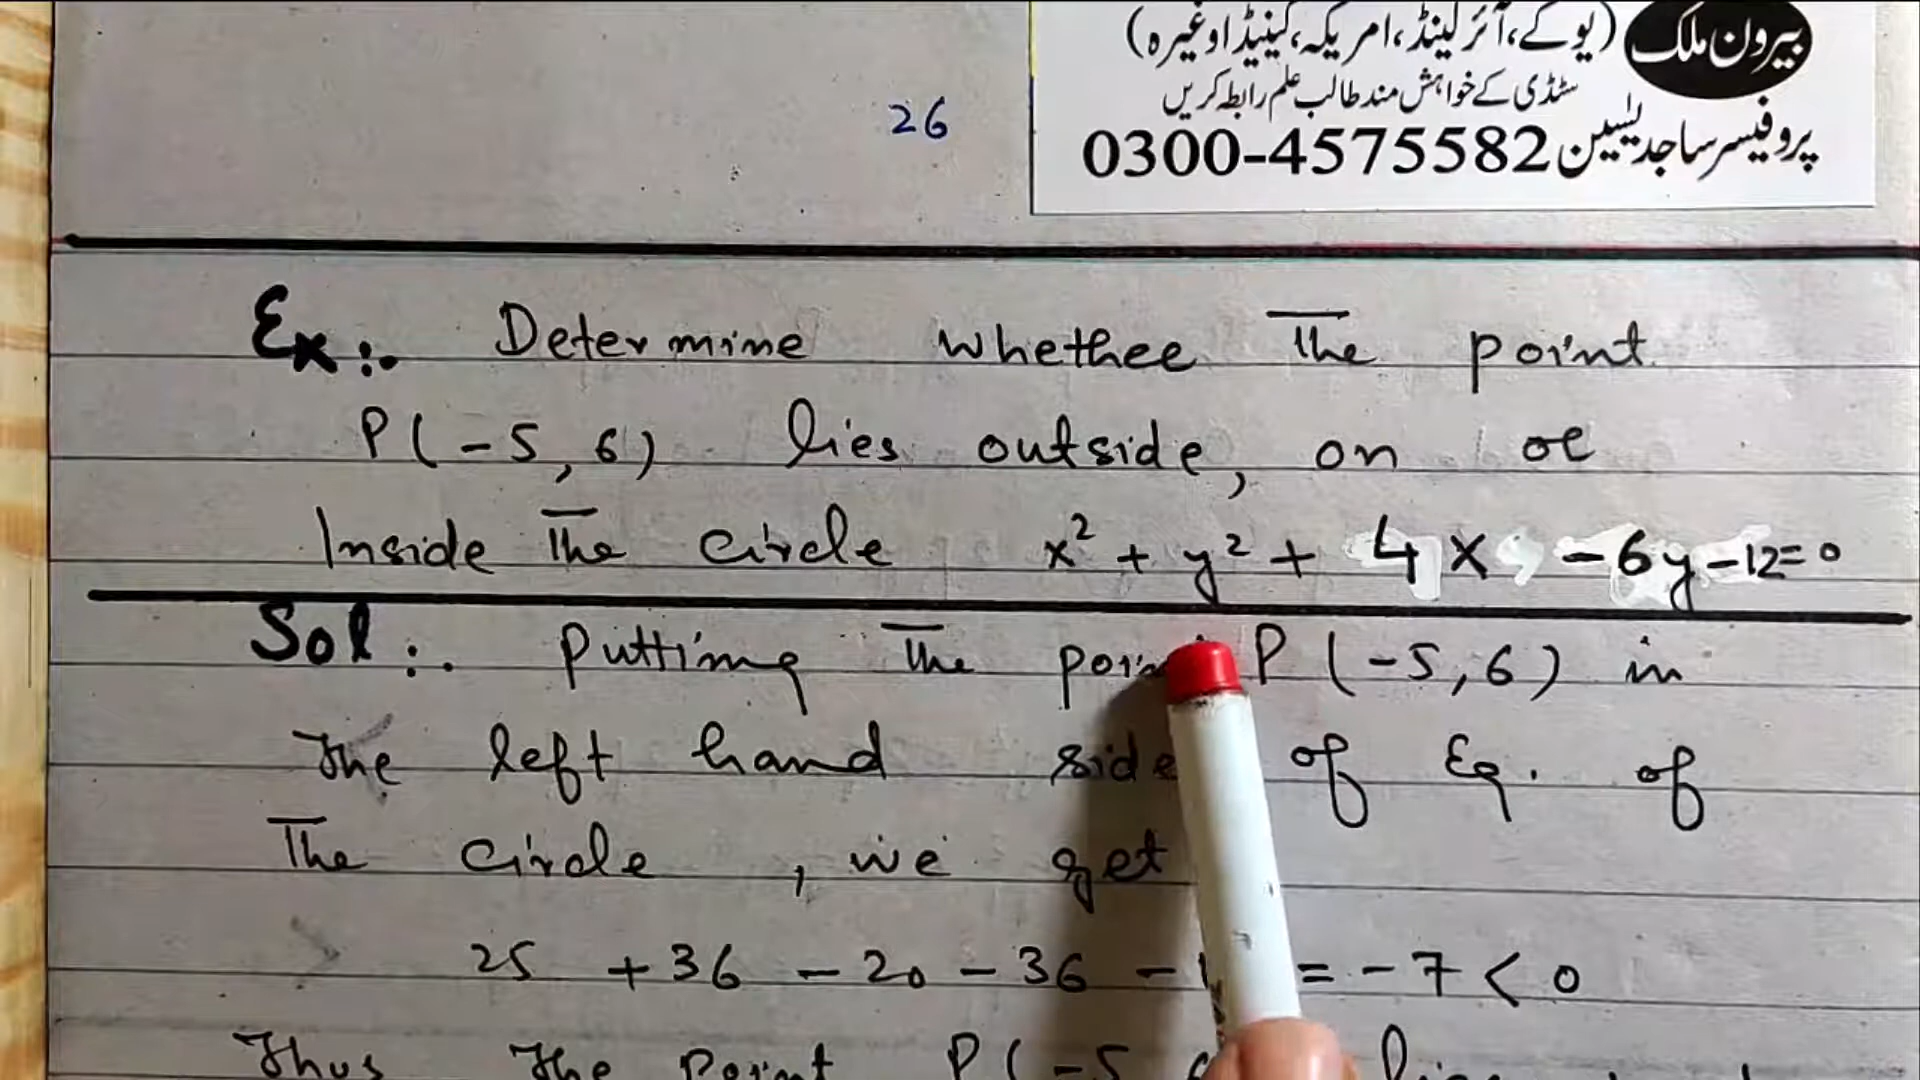 بیرون ملک (یو کے، آئرلینڈ، امریکہ، کینیڈا وغیرہ)
سٹڈی کے خواہش مند طالب علم رابطہ کریں
پروفیسر ساجد یٰسین 0300-4575582
26
Ex:. Determine whethee The point
P(-5,6) lies outside, on oe
Inside The circle x² + y² + 4x - 6y - 12 = 0
Sol:. Putting The point P(-5,6) in
The left hand side of Eq. of
The circle, we get
25 + 36 - 20 - 36 - = -7 < 0
Thus The point P(-5